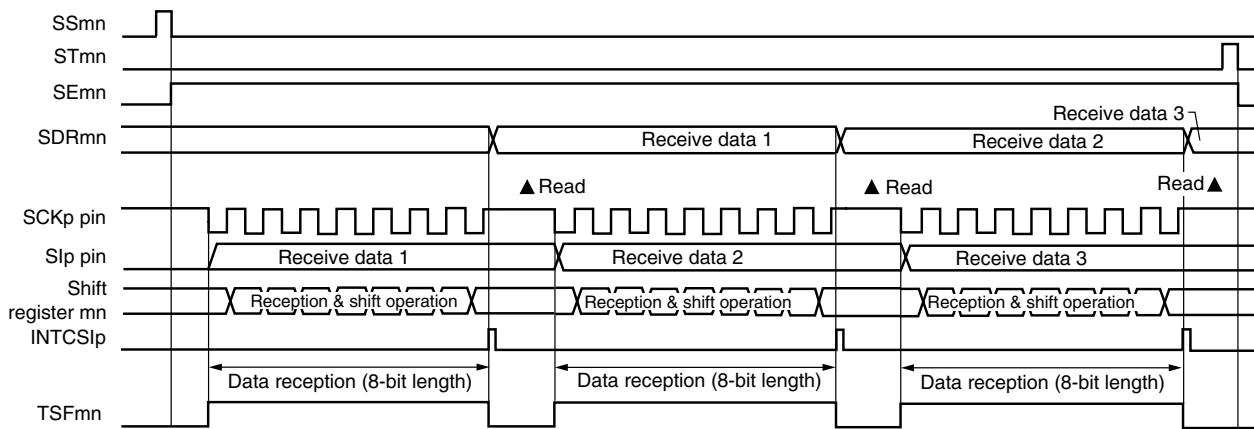 SSmn
STmn
SEmn
Receive data 3
SDRmn Receive data 1 Receive data 2
▲ Read ▲ Read Read ▲
SCKp pin
SIp pin Receive data 1 Receive data 2 Receive data 3
Shift
register mn Reception & shift operation Reception & shift operation Reception & shift operation
INTCSIp
Data reception (8-bit length) Data reception (8-bit length) Data reception (8-bit length)
TSFmn